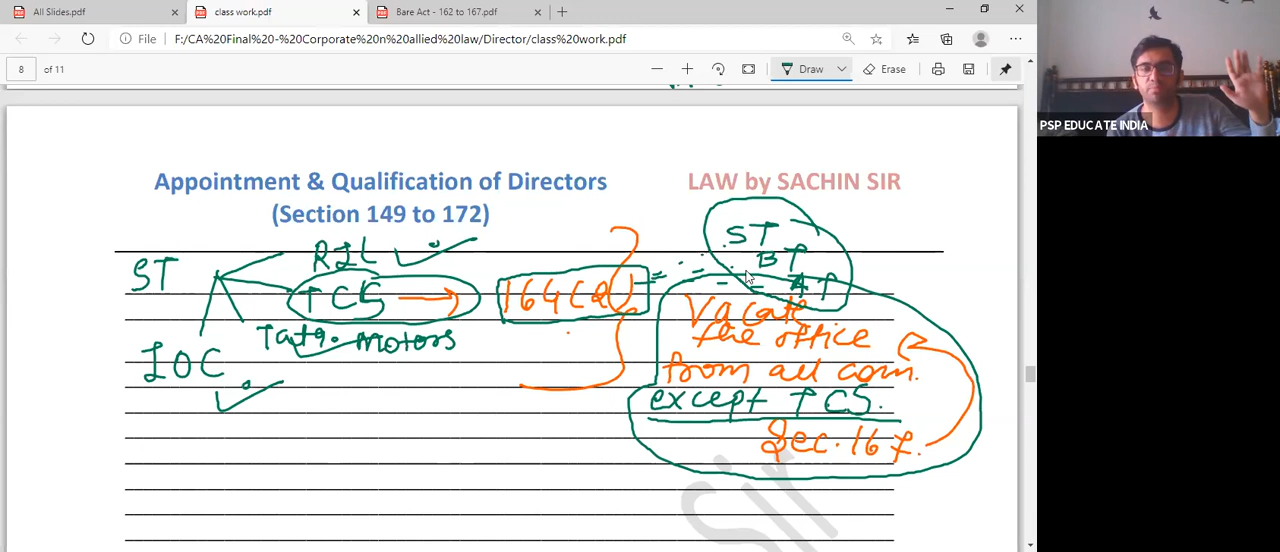 All Slides.pdf
class work.pdf
Bare Act - 162 to 167.pdf
File
F:/CA%20Final%20-%20Corporate%20n%20allied%20law/Director/class%20work.pdf
8
of 11
Draw
Erase
PSP EDUCATE INDIA
Appointment & Qualification of Directors
LAW by SACHIN SIR
(Section 149 to 172)
ST
RIL
TCS
164(2)
ST
BT
AT
Tata motors
IOC
Vacate
the office
from all com.
except TCS.
Sec. 167.
Sir